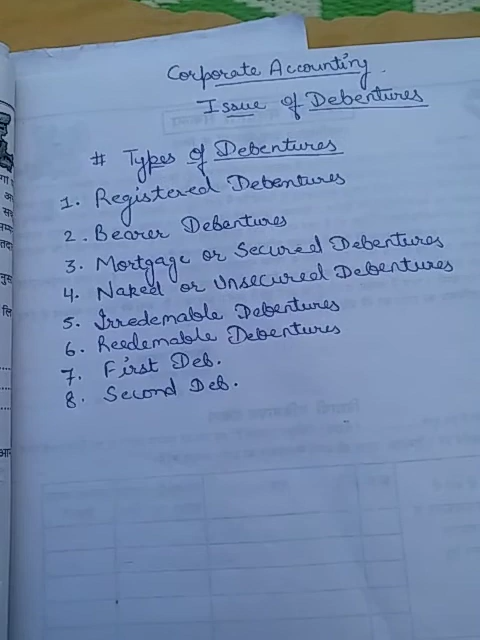 Corporate Accounting
Issue of Debentures
# Types of Debentures
1. Registered Debentures
2. Bearer Debentures
3. Mortgage or Secured Debentures
4. Naked or Unsecured Debentures
5. Irredemable Debentures
6. Reedemable Debentures
7. First Deb.
8. Second Deb.